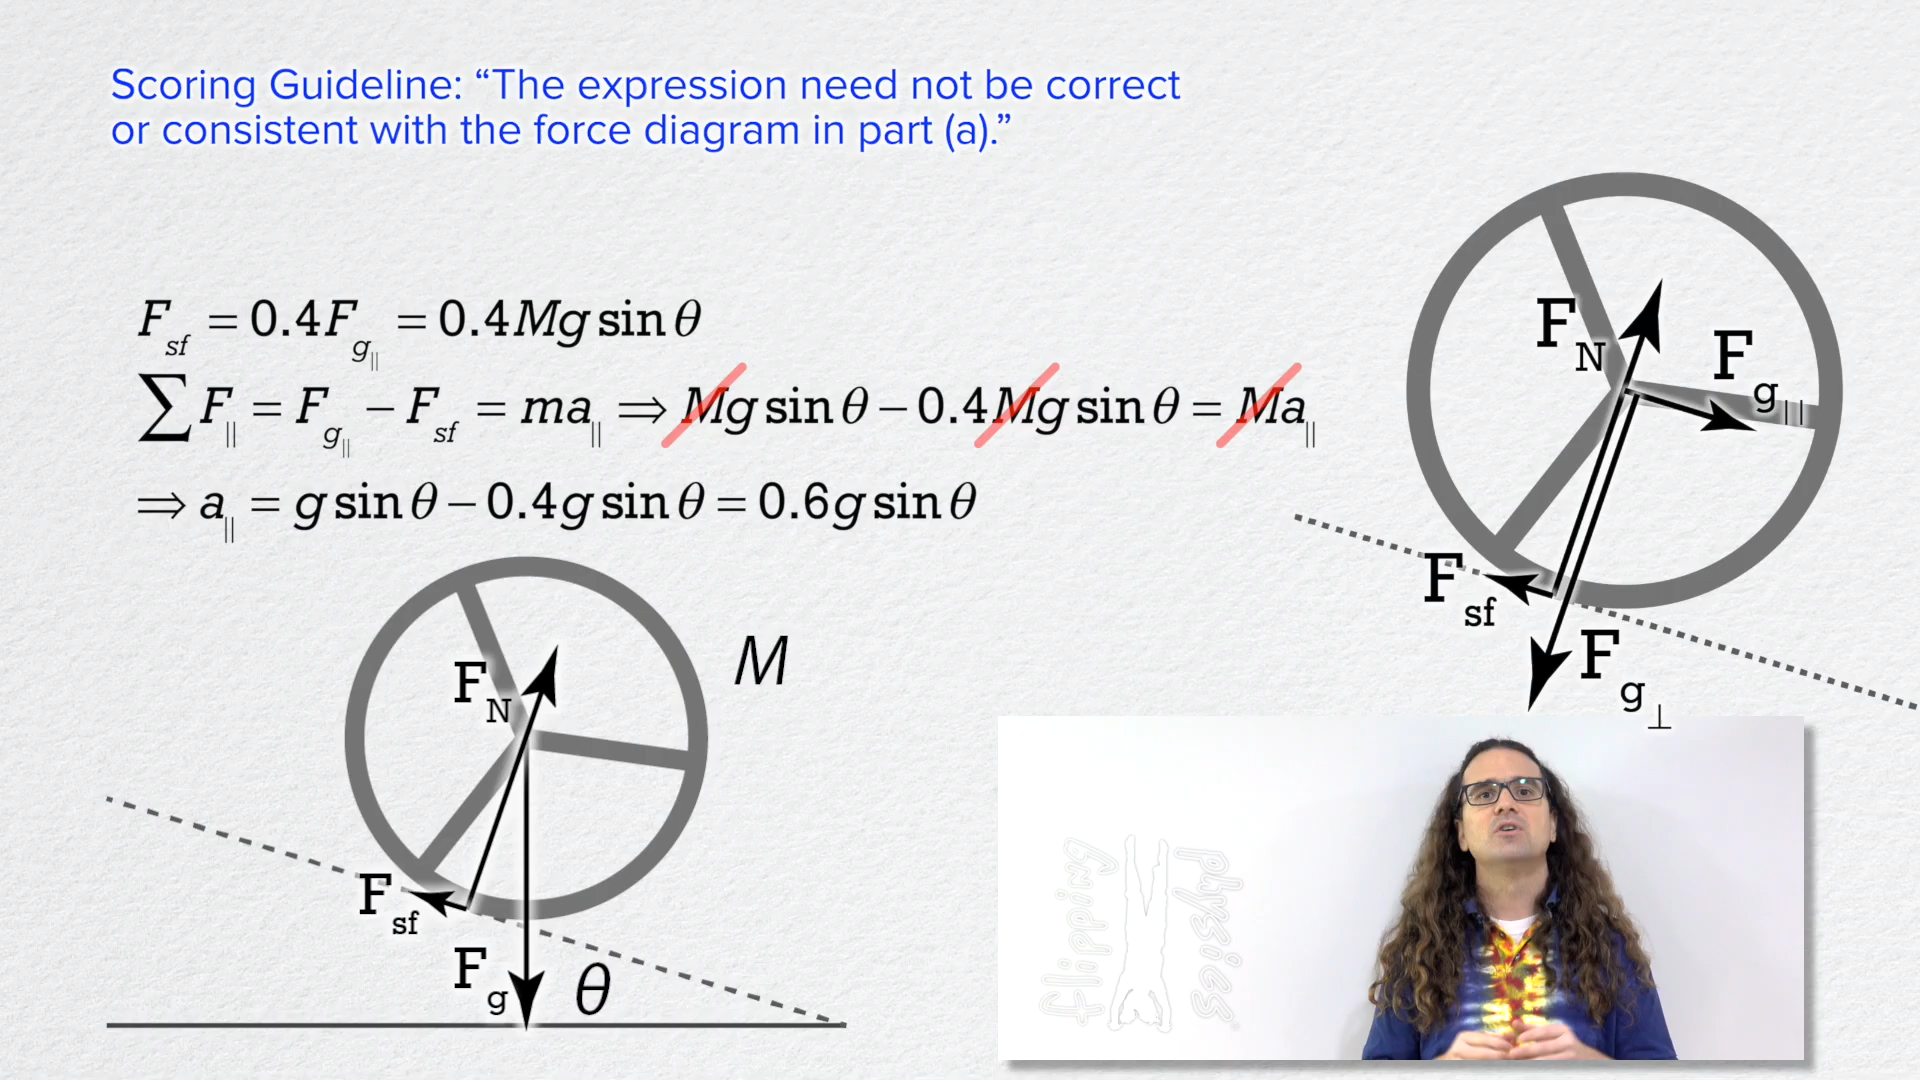 Scoring Guideline: “The expression need not be correct
or consistent with the force diagram in part (a).”
F_sf = 0.4F_g∥ = 0.4Mg sin θ
∑F_∥ = F_g∥ − F_sf = ma_∥ ⇒ Mg sin θ − 0.4Mg sin θ = Ma_∥
⇒ a_∥ = g sin θ − 0.4g sin θ = 0.6g sin θ
F_N
F_g∥
F_sf
F_g⊥
F_N
M
F_sf
F_g
θ
flipping
physics